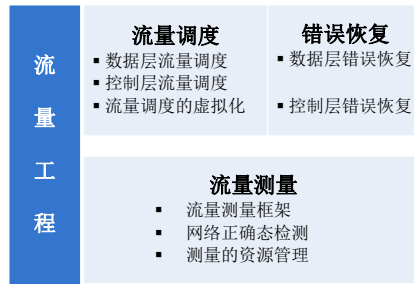 流量工程
流量调度
▪ 数据层流量调度
▪ 控制层流量调度
▪ 流量调度的虚拟化
错误恢复
▪ 数据层错误恢复
▪ 控制层错误恢复
流量测量
▪ 流量测量框架
▪ 网络正确态检测
▪ 测量的资源管理